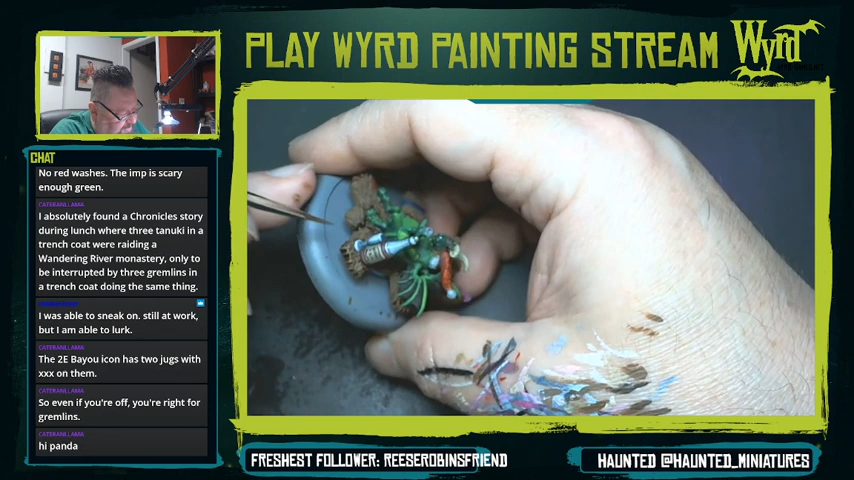 PLAY WYRD PAINTING STREAM
Wyrd
CHAT
No red washes. The imp is scary
enough green.
CATERANLLAMA
I absolutely found a Chronicles story
during lunch where three tanuki in a
trench coat were raiding a
Wandering River monastery, only to
be interrupted by three gremlins in
a trench coat doing the same thing.
I was able to sneak on. still at work,
but I am able to lurk.
CATERANLLAMA
The 2E Bayou icon has two jugs with
xxx on them.
CATERANLLAMA
So even if you're off, you're right for
gremlins.
CATERANLLAMA
hi panda
FRESHEST FOLLOWER: REESEROBINSFRIEND
HAUNTED @HAUNTED_MINIATURES